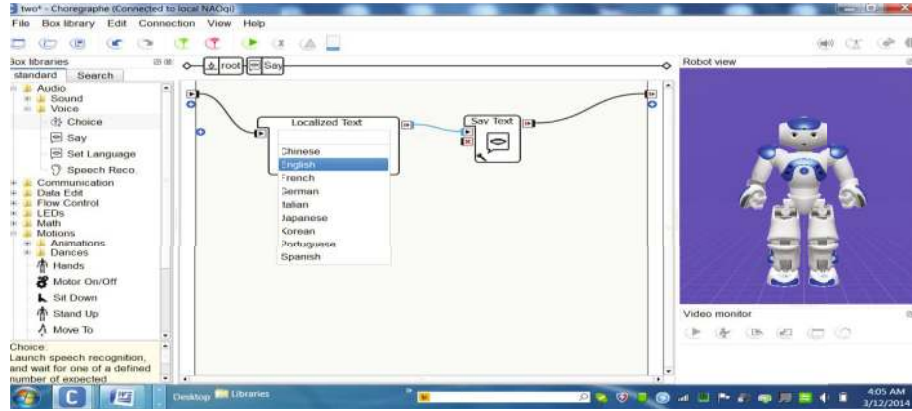 two* - Choregraphe (Connected to local NAOqi)
File Box library Edit Connection View Help
Box libraries
standard Search
Audio
Sound
Voice
Choice
Say
Set Language
Speech Reco.
Communication
Data Edit
Flow Control
LEDs
Math
Motions
Animations
Dances
Hands
Motor On/Off
Sit Down
Stand Up
Move To
Choice:
Launch speech recognition,
and wait for one of a defined
number of expected
root Say
Localized Text
Chinese
English
French
German
Italian
Japanese
Korean
Portuguese
Spanish
Say Text
Robot view
Video monitor
Desktop Libraries
4:05 AM
3/12/2014